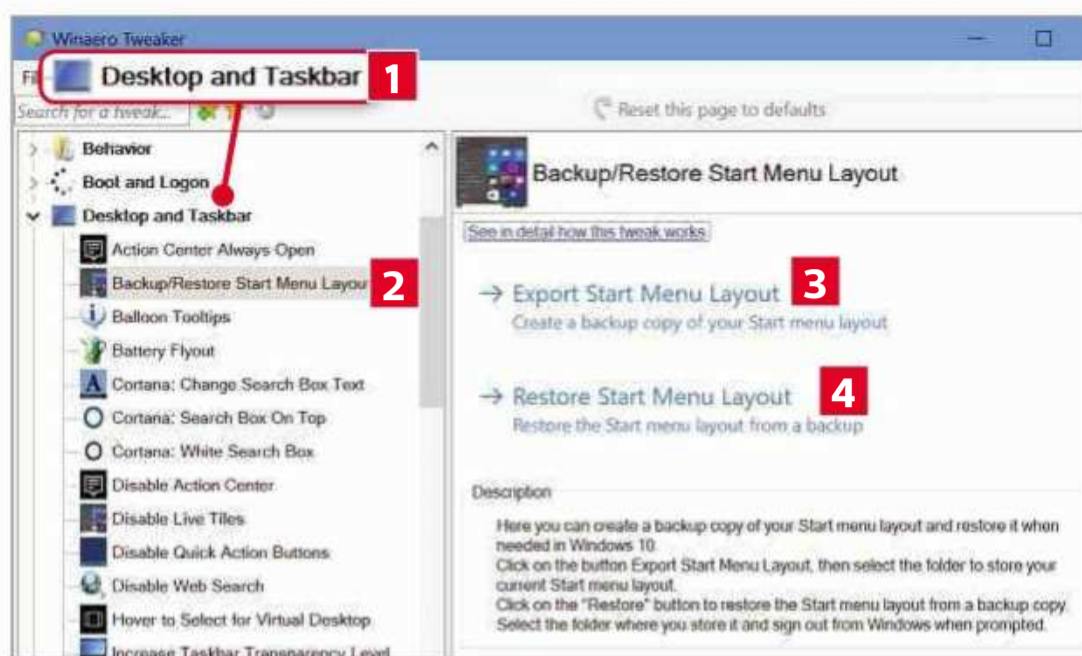 Winaero Tweaker
Desktop and Taskbar 1
Search for a tweak...
Reset this page to defaults
Behavior
Boot and Logon
Desktop and Taskbar
Action Center Always Open
Backup/Restore Start Menu Layou 2
Balloon Tooltips
Battery Flyout
Cortana: Change Search Box Text
Cortana: Search Box On Top
Cortana: White Search Box
Disable Action Center
Disable Live Tiles
Disable Quick Action Buttons
Disable Web Search
Hover to Select for Virtual Desktop
Increase Taskbar Transparency Level
Backup/Restore Start Menu Layout
See in detail how this tweak works
Export Start Menu Layout 3
Create a backup copy of your Start menu layout
Restore Start Menu Layout 4
Restore the Start menu layout from a backup
Description
Here you can create a backup copy of your Start menu layout and restore it when
needed in Windows 10.
Click on the button Export Start Menu Layout, then select the folder to store your
current Start menu layout.
Click on the "Restore" button to restore the Start menu layout from a backup copy.
Select the folder where you store it and sign out from Windows when prompted.